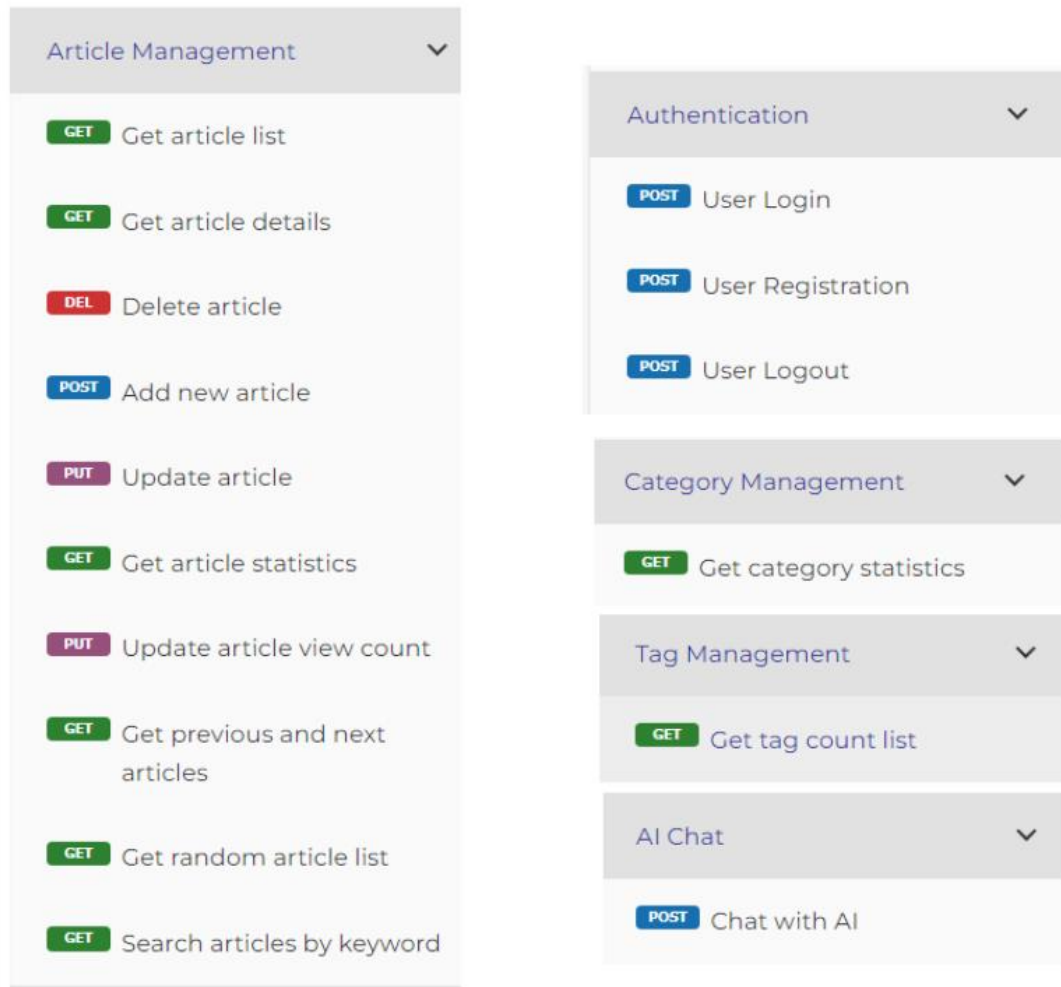 Article Management
GET Get article list
GET Get article details
DEL Delete article
POST Add new article
PUT Update article
GET Get article statistics
PUT Update article view count
GET Get previous and next
articles
GET Get random article list
GET Search articles by keyword
Authentication
POST User Login
POST User Registration
POST User Logout
Category Management
GET Get category statistics
Tag Management
GET Get tag count list
AI Chat
POST Chat with AI